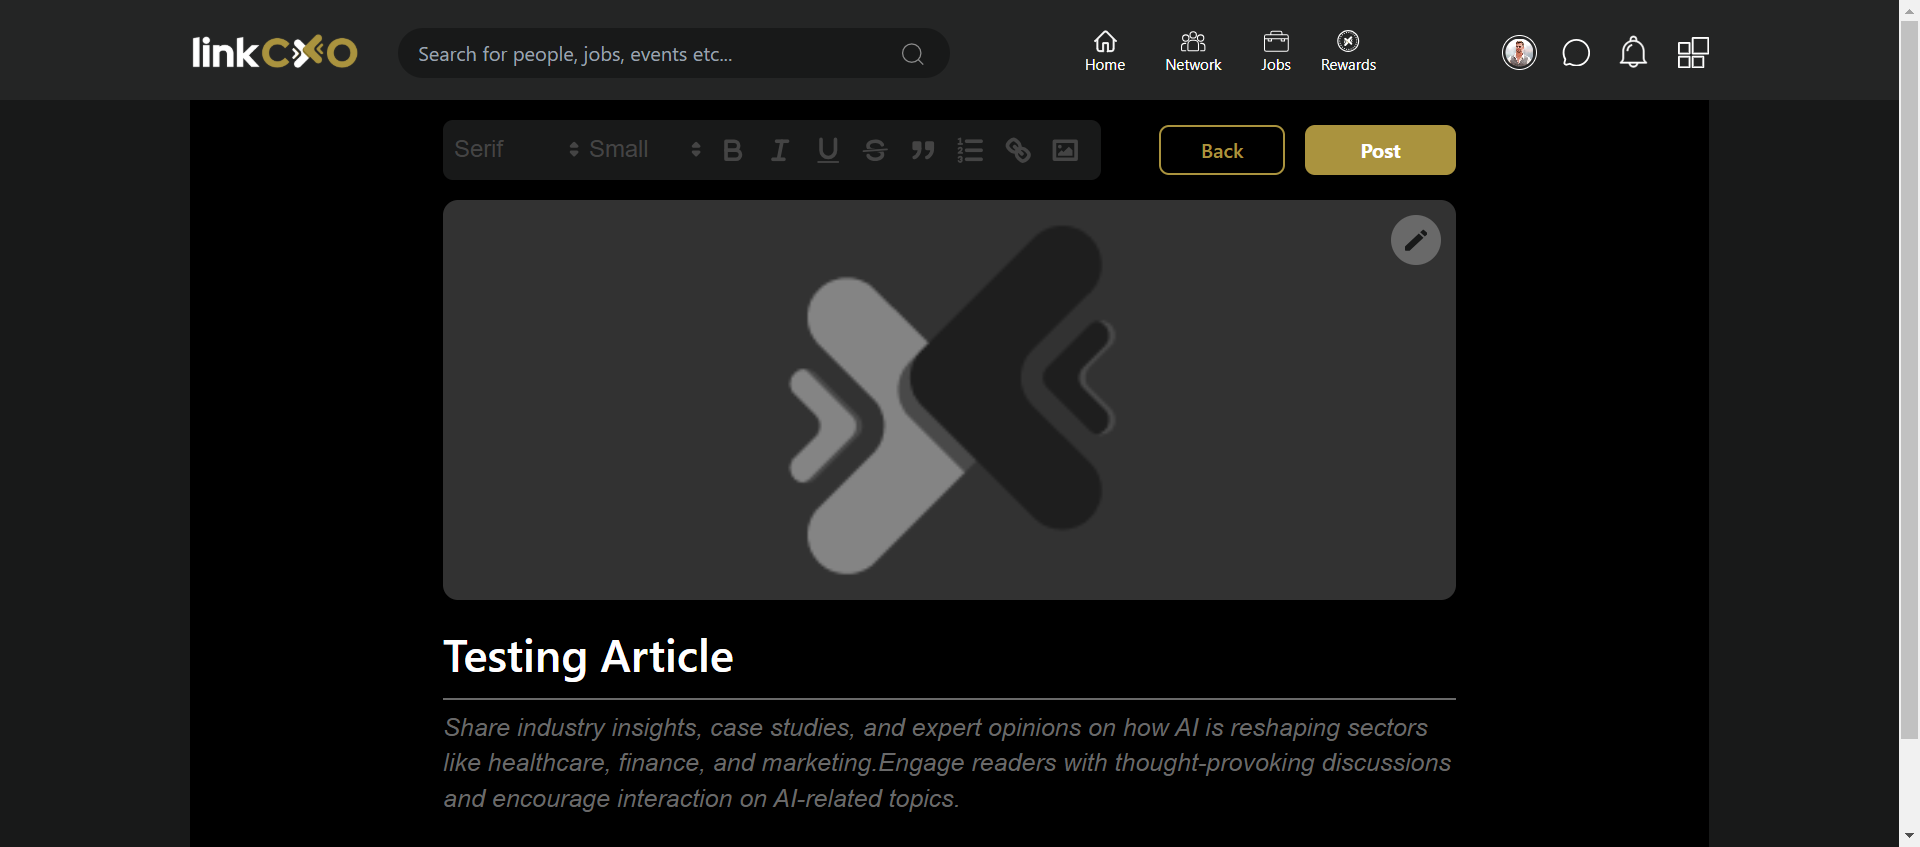 linkCXO
Search for people, jobs, events etc...
Home
Network
Jobs
Rewards
Serif
Small
Back
Post
Testing Article
Share industry insights, case studies, and expert opinions on how AI is reshaping sectors
like healthcare, finance, and marketing.Engage readers with thought-provoking discussions
and encourage interaction on AI-related topics.